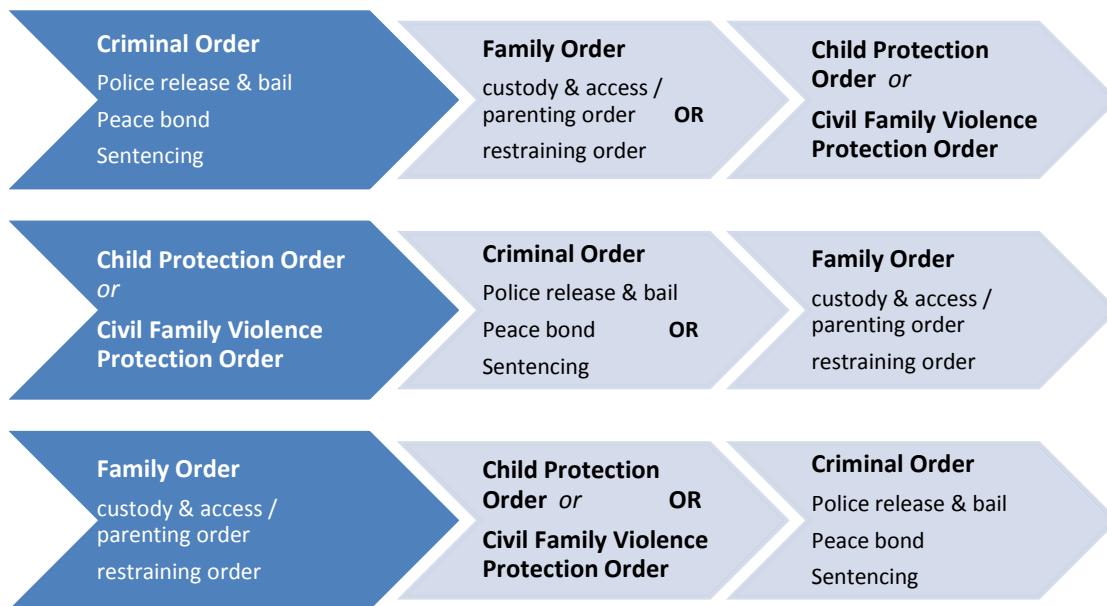 Criminal Order
Police release & bail
Peace bond
Sentencing
Family Order
custody & access /
parenting order OR
restraining order
Child Protection
Order or
Civil Family Violence
Protection Order
Child Protection Order
or
Civil Family Violence
Protection Order
Criminal Order
Police release & bail
Peace bond OR
Sentencing
Family Order
custody & access /
parenting order
restraining order
Family Order
custody & access /
parenting order
restraining order
Child Protection
Order or OR
Civil Family Violence
Protection Order
Criminal Order
Police release & bail
Peace bond
Sentencing